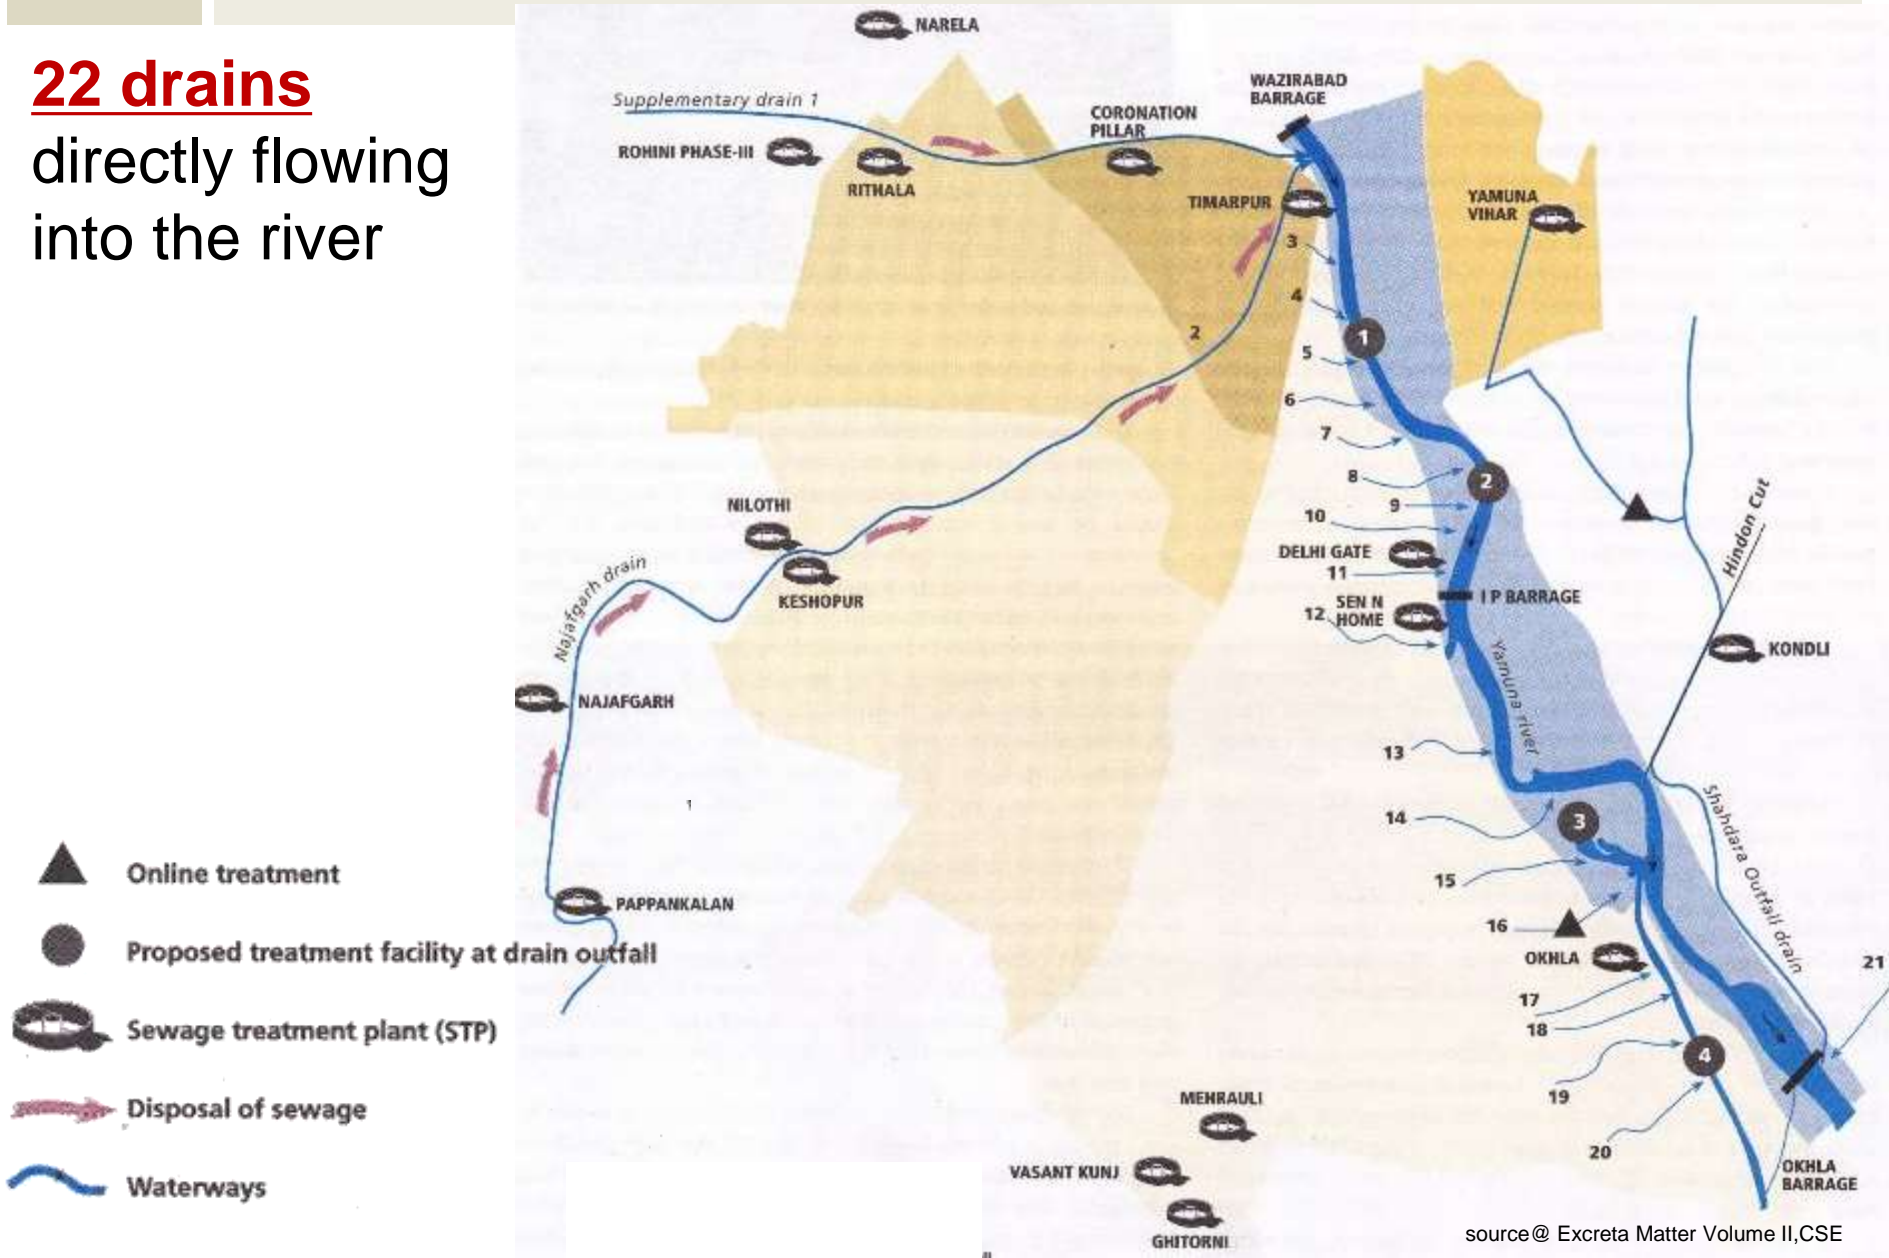 22 drains
directly flowing
into the river
NARELA
Supplementary drain 1
CORONATION
PILLAR
WAZIRABAD
BARRAGE
ROHINI PHASE-III
RITHALA
TIMARPUR
YAMUNA
VIHAR
3
4
1
2
5
6
7
8
2
9
10
DELHI GATE
11
I P BARRAGE
SEN N
HOME
12
Hindon Cut
NILOTHI
KESHOPUR
Najafgarh drain
KONDLI
NAJAFGARH
Yamuna river
13
1
14
3
Shahdara Outfall drain
15
16
OKHLA
21
17
18
4
19
20
PAPPANKALAN
MEHRAULI
VASANT KUNJ
GHITORNI
OKHLA
BARRAGE
Online treatment
Proposed treatment facility at drain outfall
Sewage treatment plant (STP)
Disposal of sewage
Waterways
source@ Excreta Matter Volume II,CSE